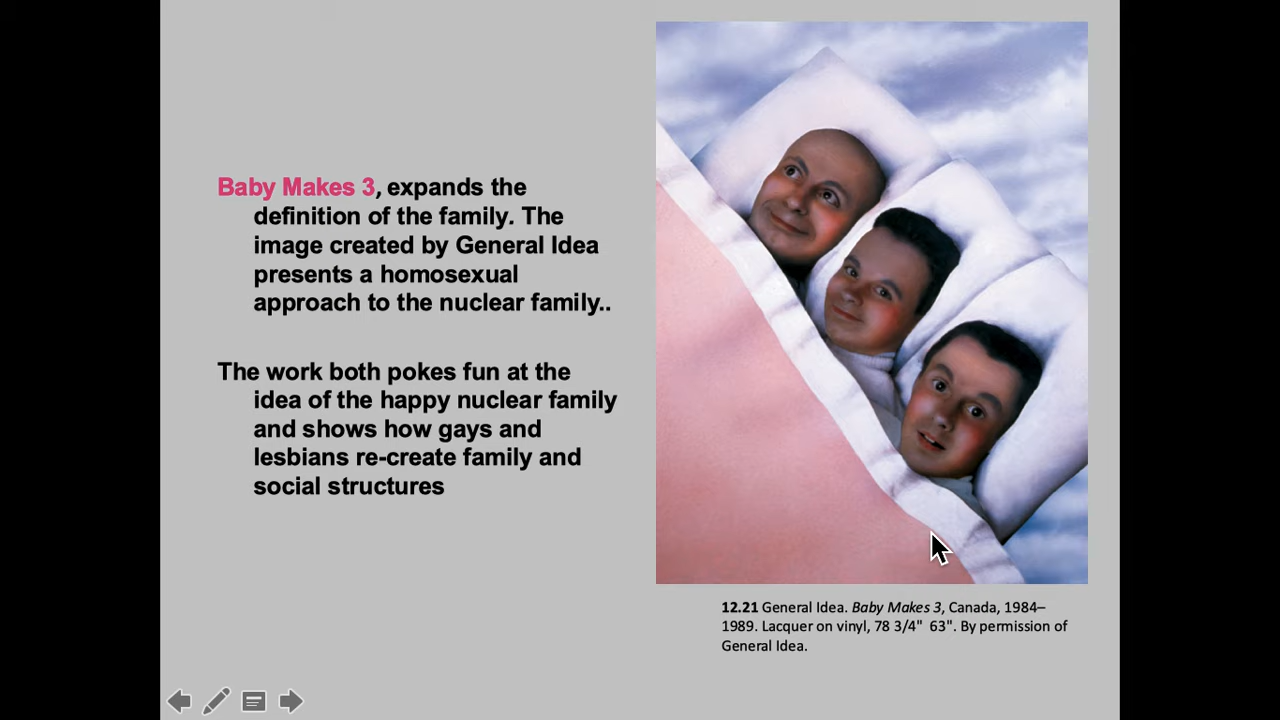 Baby Makes 3, expands the
definition of the family. The
image created by General Idea
presents a homosexual
approach to the nuclear family..
The work both pokes fun at the
idea of the happy nuclear family
and shows how gays and
lesbians re-create family and
social structures
12.21 General Idea. Baby Makes 3, Canada, 1984–
1989. Lacquer on vinyl, 78 3/4" 63". By permission of
General Idea.